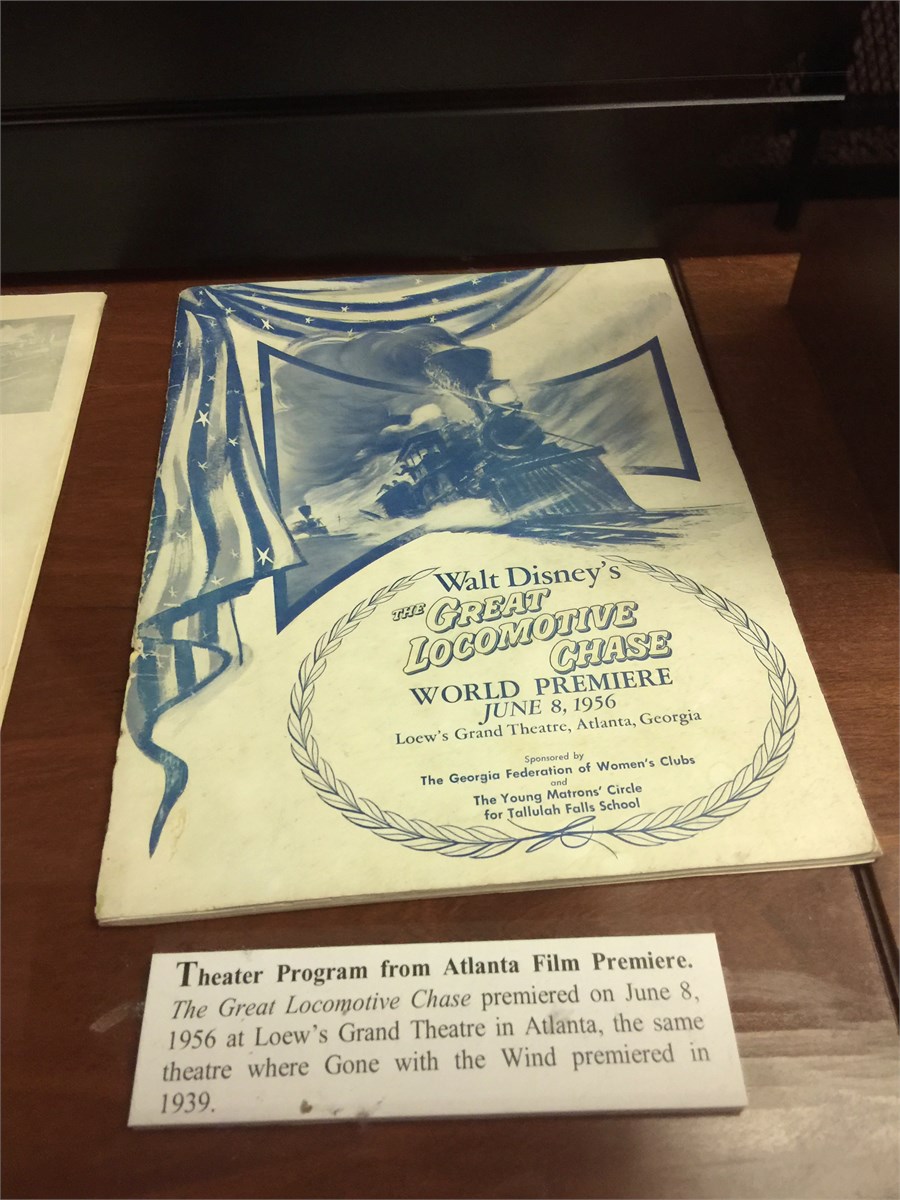 Walt Disney's
THE GREAT
LOCOMOTIVE
CHASE
WORLD PREMIERE
JUNE 8, 1956
Loew's Grand Theatre, Atlanta, Georgia
Sponsored by
The Georgia Federation of Women's Clubs
and
The Young Matrons' Circle
for Tallulah Falls School
Theater Program from Atlanta Film Premiere.
The Great Locomotive Chase premiered on June 8,
1956 at Loew's Grand Theatre in Atlanta, the same
theatre where Gone with the Wind premiered in
1939.